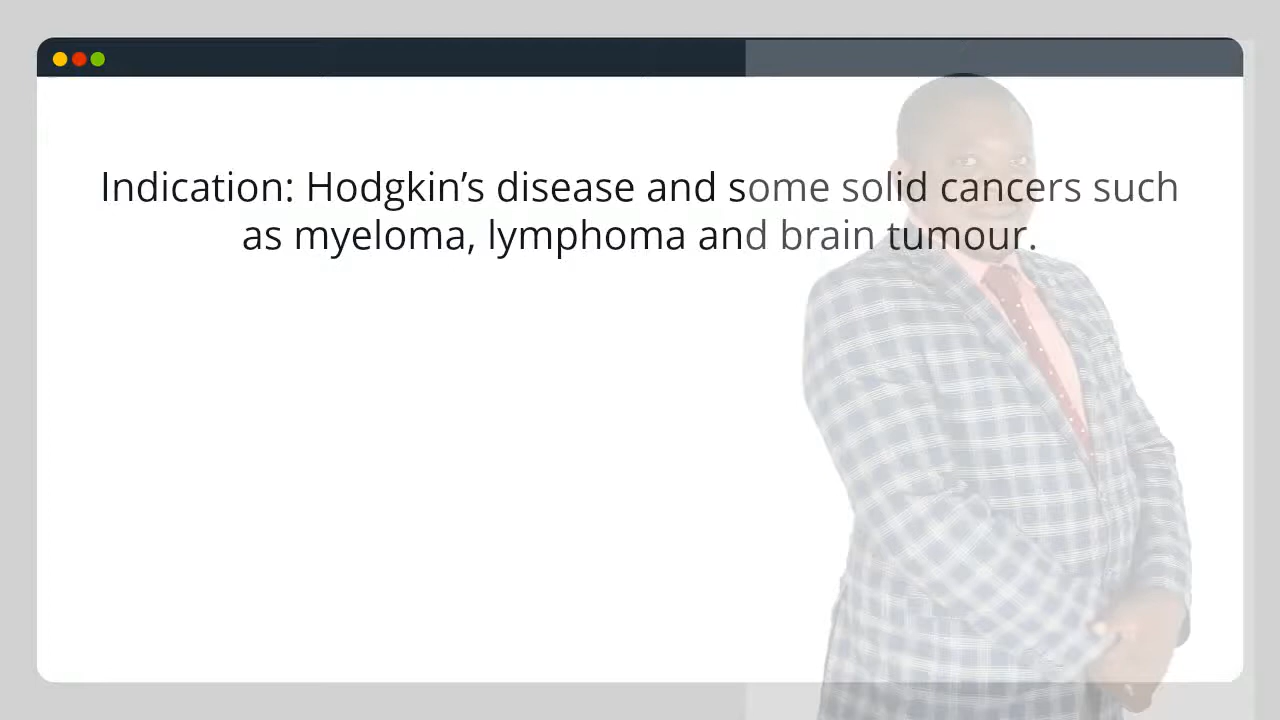 Indication: Hodgkin’s disease and some solid cancers such
as myeloma, lymphoma and brain tumour.